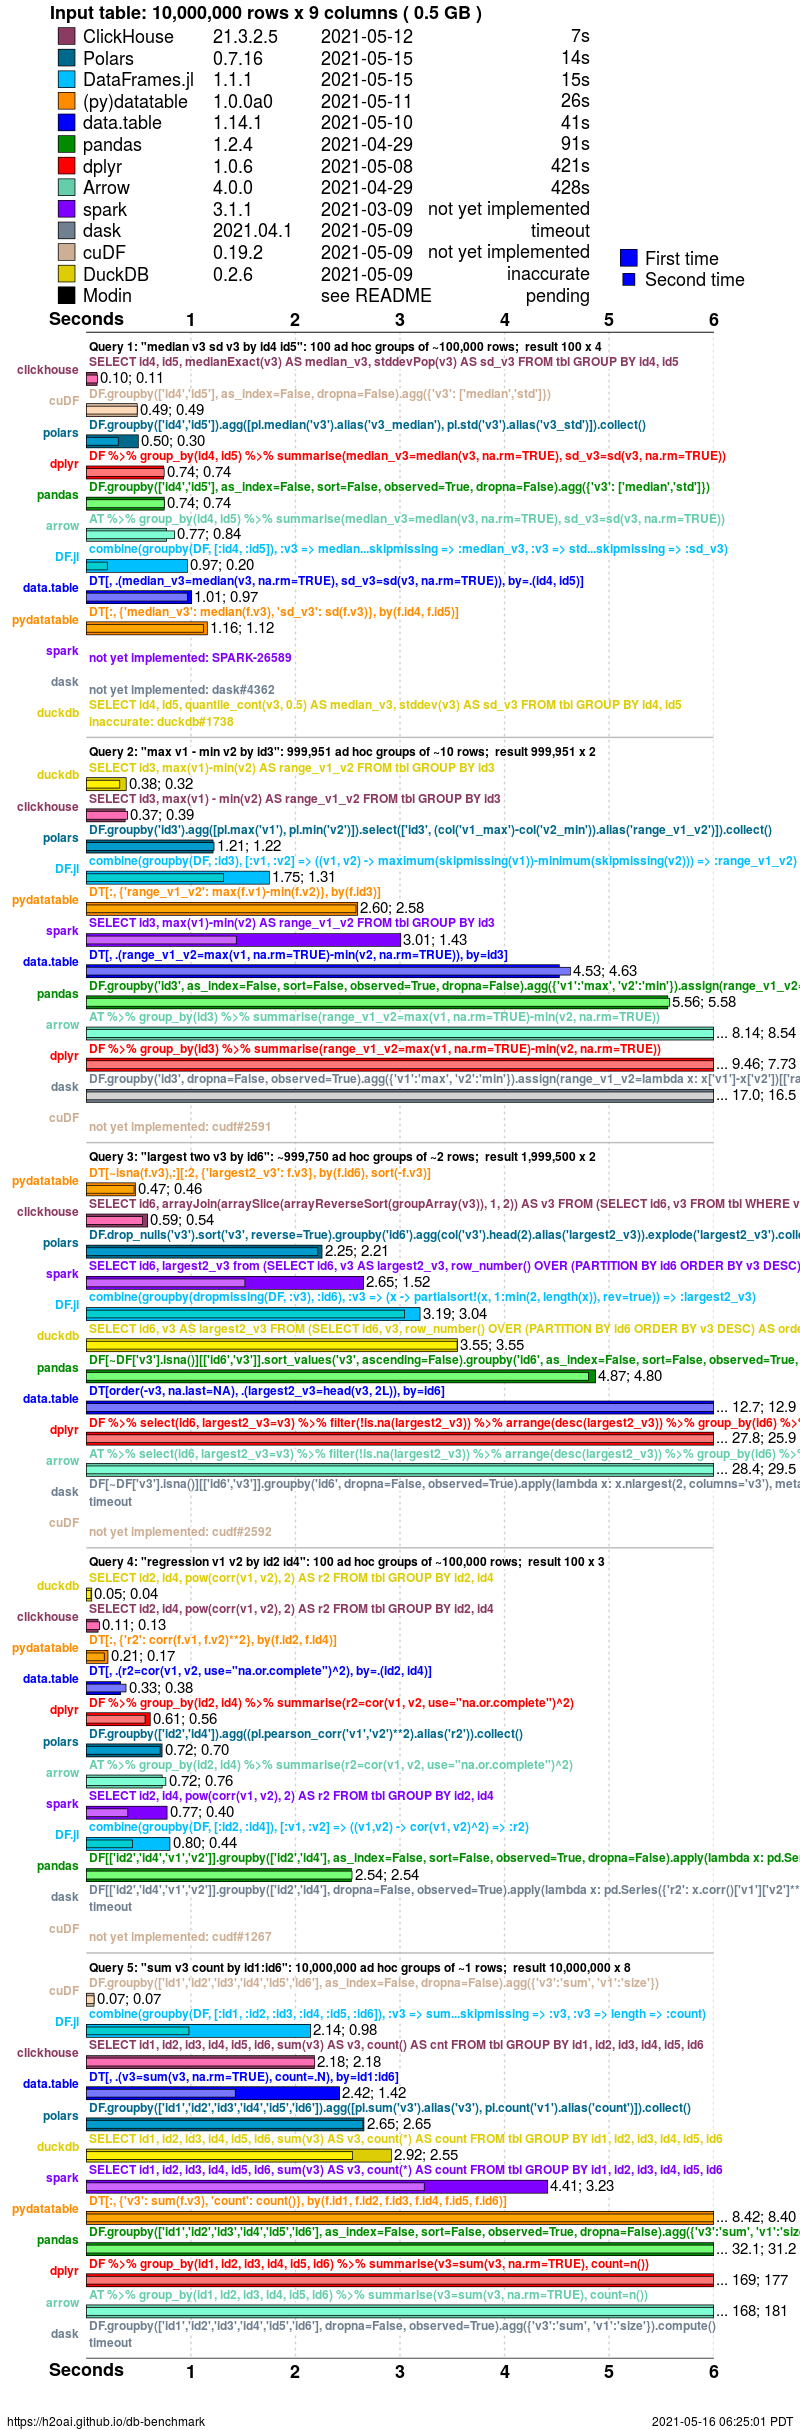 Input table: 10,000,000 rows x 9 columns ( 0.5 GB )
ClickHouse 21.3.2.5 2021-05-12 7s
Polars 0.7.16 2021-05-15 14s
DataFrames.jl 1.1.1 2021-05-15 15s
(py)datatable 1.0.0a0 2021-05-11 26s
data.table 1.14.1 2021-05-10 41s
pandas 1.2.4 2021-04-29 91s
dplyr 1.0.6 2021-05-08 421s
Arrow 4.0.0 2021-04-29 428s
spark 3.1.1 2021-03-09 not yet implemented
dask 2021.04.1 2021-05-09 timeout
cuDF 0.19.2 2021-05-09 not yet implemented
DuckDB 0.2.6 2021-05-09 inaccurate
Modin see README pending
First time
Second time
Seconds 1 2 3 4 5 6
Query 1: "median v3 sd v3 by id4 id5": 100 ad hoc groups of ~100,000 rows; result 100 x 4
SELECT id4, id5, medianExact(v3) AS median_v3, stddevPop(v3) AS sd_v3 FROM tbl GROUP BY id4, id5
clickhouse 0.10; 0.11
DF.groupby(['id4','id5'], as_index=False, dropna=False).agg({'v3': ['median','std']})
cuDF 0.49; 0.49
DF.groupby(['id4','id5']).agg([pl.median('v3').alias('v3_median'), pl.std('v3').alias('v3_std')]).collect()
polars 0.50; 0.30
DF %>% group_by(id4, id5) %>% summarise(median_v3=median(v3, na.rm=TRUE), sd_v3=sd(v3, na.rm=TRUE))
dplyr 0.74; 0.74
DF.groupby(['id4','id5'], as_index=False, sort=False, observed=True, dropna=False).agg({'v3': ['median','std']})
pandas 0.74; 0.74
AT %>% group_by(id4, id5) %>% summarise(median_v3=median(v3, na.rm=TRUE), sd_v3=sd(v3, na.rm=TRUE))
arrow 0.77; 0.84
combine(groupby(DF, [:id4, :id5]), :v3 => median...skipmissing => :median_v3, :v3 => std...skipmissing => :sd_v3)
DF.jl 0.97; 0.20
DT[, .(median_v3=median(v3, na.rm=TRUE), sd_v3=sd(v3, na.rm=TRUE)), by=.(id4, id5)]
data.table 1.01; 0.97
DT[:, {'median_v3': median(f.v3), 'sd_v3': sd(f.v3)}, by(f.id4, f.id5)]
pydatatable 1.16; 1.12
spark not yet implemented: SPARK-26589
dask not yet implemented: dask#4362
SELECT id4, id5, quantile_cont(v3, 0.5) AS median_v3, stddev(v3) AS sd_v3 FROM tbl GROUP BY id4, id5
duckdb inaccurate: duckdb#1738
Query 2: "max v1 - min v2 by id3": 999,951 ad hoc groups of ~10 rows; result 999,951 x 2
SELECT id3, max(v1)-min(v2) AS range_v1_v2 FROM tbl GROUP BY id3
duckdb 0.38; 0.32
SELECT id3, max(v1) - min(v2) AS range_v1_v2 FROM tbl GROUP BY id3
clickhouse 0.37; 0.39
DF.groupby('id3').agg([pl.max('v1'), pl.min('v2')]).select(['id3', (col('v1_max')-col('v2_min')).alias('range_v1_v2')]).collect()
polars 1.21; 1.22
combine(groupby(DF, :id3), [:v1, :v2] => ((v1, v2) -> maximum(skipmissing(v1))-minimum(skipmissing(v2))) => :range_v1_v2)
DF.jl 1.75; 1.31
DT[:, {'range_v1_v2': max(f.v1)-min(f.v2)}, by(f.id3)]
pydatatable 2.60; 2.58
SELECT id3, max(v1)-min(v2) AS range_v1_v2 FROM tbl GROUP BY id3
spark 3.01; 1.43
DT[, .(range_v1_v2=max(v1, na.rm=TRUE)-min(v2, na.rm=TRUE)), by=id3]
data.table 4.53; 4.63
DF.groupby('id3', as_index=False, sort=False, observed=True, dropna=False).agg({'v1':'max', 'v2':'min'}).assign(range_v1_v2=
pandas 5.56; 5.58
AT %>% group_by(id3) %>% summarise(range_v1_v2=max(v1, na.rm=TRUE)-min(v2, na.rm=TRUE))
arrow ... 8.14; 8.54
DF %>% group_by(id3) %>% summarise(range_v1_v2=max(v1, na.rm=TRUE)-min(v2, na.rm=TRUE))
dplyr ... 9.46; 7.73
DF.groupby('id3', dropna=False, observed=True).agg({'v1':'max', 'v2':'min'}).assign(range_v1_v2=lambda x: x['v1']-x['v2'])[['ra
dask ... 17.0; 16.5
cuDF not yet implemented: cudf#2591
Query 3: "largest two v3 by id6": ~999,750 ad hoc groups of ~2 rows; result 1,999,500 x 2
DT[~isna(f.v3),:][:2, {'largest2_v3': f.v3}, by(f.id6), sort(-f.v3)]
pydatatable 0.47; 0.46
SELECT id6, arrayJoin(arraySlice(arrayReverseSort(groupArray(v3)), 1, 2)) AS v3 FROM (SELECT id6, v3 FROM tbl WHERE v
clickhouse 0.59; 0.54
DF.drop_nulls('v3').sort('v3', reverse=True).groupby('id6').agg(col('v3').head(2).alias('largest2_v3')).explode('largest2_v3').colle
polars 2.25; 2.21
SELECT id6, largest2_v3 from (SELECT id6, v3 AS largest2_v3, row_number() OVER (PARTITION BY id6 ORDER BY v3 DESC)
spark 2.65; 1.52
combine(groupby(dropmissing(DF, :v3), :id6), :v3 => (x -> partialsort!(x, 1:min(2, length(x)), rev=true)) => :largest2_v3)
DF.jl 3.19; 3.04
SELECT id6, v3 AS largest2_v3 FROM (SELECT id6, v3, row_number() OVER (PARTITION BY id6 ORDER BY v3 DESC) AS orde
duckdb 3.55; 3.55
DF[~DF['v3'].isna()][['id6','v3']].sort_values('v3', ascending=False).groupby('id6', as_index=False, sort=False, observed=True,
pandas 4.87; 4.80
DT[order(-v3, na.last=NA), .(largest2_v3=head(v3, 2L)), by=id6]
data.table ... 12.7; 12.9
DF %>% select(id6, largest2_v3=v3) %>% filter(!is.na(largest2_v3)) %>% arrange(desc(largest2_v3)) %>% group_by(id6) %>%
dplyr ... 27.8; 25.9
AT %>% select(id6, largest2_v3=v3) %>% filter(!is.na(largest2_v3)) %>% arrange(desc(largest2_v3)) %>% group_by(id6) %>%
arrow ... 28.4; 29.5
DF[~DF['v3'].isna()][['id6','v3']].groupby('id6', dropna=False, observed=True).apply(lambda x: x.nlargest(2, columns='v3'), meta
dask timeout
cuDF not yet implemented: cudf#2592
Query 4: "regression v1 v2 by id2 id4": 100 ad hoc groups of ~100,000 rows; result 100 x 3
SELECT id2, id4, pow(corr(v1, v2), 2) AS r2 FROM tbl GROUP BY id2, id4
duckdb 0.05; 0.04
SELECT id2, id4, pow(corr(v1, v2), 2) AS r2 FROM tbl GROUP BY id2, id4
clickhouse 0.11; 0.13
DT[:, {'r2': corr(f.v1, f.v2)**2}, by(f.id2, f.id4)]
pydatatable 0.21; 0.17
DT[, .(r2=cor(v1, v2, use="na.or.complete")^2), by=.(id2, id4)]
data.table 0.33; 0.38
DF %>% group_by(id2, id4) %>% summarise(r2=cor(v1, v2, use="na.or.complete")^2)
dplyr 0.61; 0.56
DF.groupby(['id2','id4']).agg((pl.pearson_corr('v1','v2')**2).alias('r2')).collect()
polars 0.72; 0.70
AT %>% group_by(id2, id4) %>% summarise(r2=cor(v1, v2, use="na.or.complete")^2)
arrow 0.72; 0.76
SELECT id2, id4, pow(corr(v1, v2), 2) AS r2 FROM tbl GROUP BY id2, id4
spark 0.77; 0.40
combine(groupby(DF, [:id2, :id4]), [:v1, :v2] => ((v1,v2) -> cor(v1, v2)^2) => :r2)
DF.jl 0.80; 0.44
DF[['id2','id4','v1','v2']].groupby(['id2','id4'], as_index=False, sort=False, observed=True, dropna=False).apply(lambda x: pd.Se
pandas 2.54; 2.54
DF[['id2','id4','v1','v2']].groupby(['id2','id4'], dropna=False, observed=True).apply(lambda x: pd.Series({'r2': x.corr()['v1']['v2']**
dask timeout
cuDF not yet implemented: cudf#1267
Query 5: "sum v3 count by id1:id6": 10,000,000 ad hoc groups of ~1 rows; result 10,000,000 x 8
DF.groupby(['id1','id2','id3','id4','id5','id6'], as_index=False, dropna=False).agg({'v3':'sum', 'v1':'size'})
cuDF 0.07; 0.07
combine(groupby(DF, [:id1, :id2, :id3, :id4, :id5, :id6]), :v3 => sum...skipmissing => :v3, :v3 => length => :count)
DF.jl 2.14; 0.98
SELECT id1, id2, id3, id4, id5, id6, sum(v3) AS v3, count() AS cnt FROM tbl GROUP BY id1, id2, id3, id4, id5, id6
clickhouse 2.18; 2.18
DT[, .(v3=sum(v3, na.rm=TRUE), count=.N), by=id1:id6]
data.table 2.42; 1.42
DF.groupby(['id1','id2','id3','id4','id5','id6']).agg([pl.sum('v3').alias('v3'), pl.count('v1').alias('count')]).collect()
polars 2.65; 2.65
SELECT id1, id2, id3, id4, id5, id6, sum(v3) AS v3, count(*) AS count FROM tbl GROUP BY id1, id2, id3, id4, id5, id6
duckdb 2.92; 2.55
SELECT id1, id2, id3, id4, id5, id6, sum(v3) AS v3, count(*) AS count FROM tbl GROUP BY id1, id2, id3, id4, id5, id6
spark 4.41; 3.23
DT[:, {'v3': sum(f.v3), 'count': count()}, by(f.id1, f.id2, f.id3, f.id4, f.id5, f.id6)]
pydatatable ... 8.42; 8.40
DF.groupby(['id1','id2','id3','id4','id5','id6'], as_index=False, sort=False, observed=True, dropna=False).agg({'v3':'sum', 'v1':'size
pandas ... 32.1; 31.2
DF %>% group_by(id1, id2, id3, id4, id5, id6) %>% summarise(v3=sum(v3, na.rm=TRUE), count=n())
dplyr ... 169; 177
AT %>% group_by(id1, id2, id3, id4, id5, id6) %>% summarise(v3=sum(v3, na.rm=TRUE), count=n())
arrow ... 168; 181
DF.groupby(['id1','id2','id3','id4','id5','id6'], dropna=False, observed=True).agg({'v3':'sum', 'v1':'size'}).compute()
dask timeout
Seconds 1 2 3 4 5 6
https://h2oai.github.io/db-benchmark 2021-05-16 06:25:01 PDT